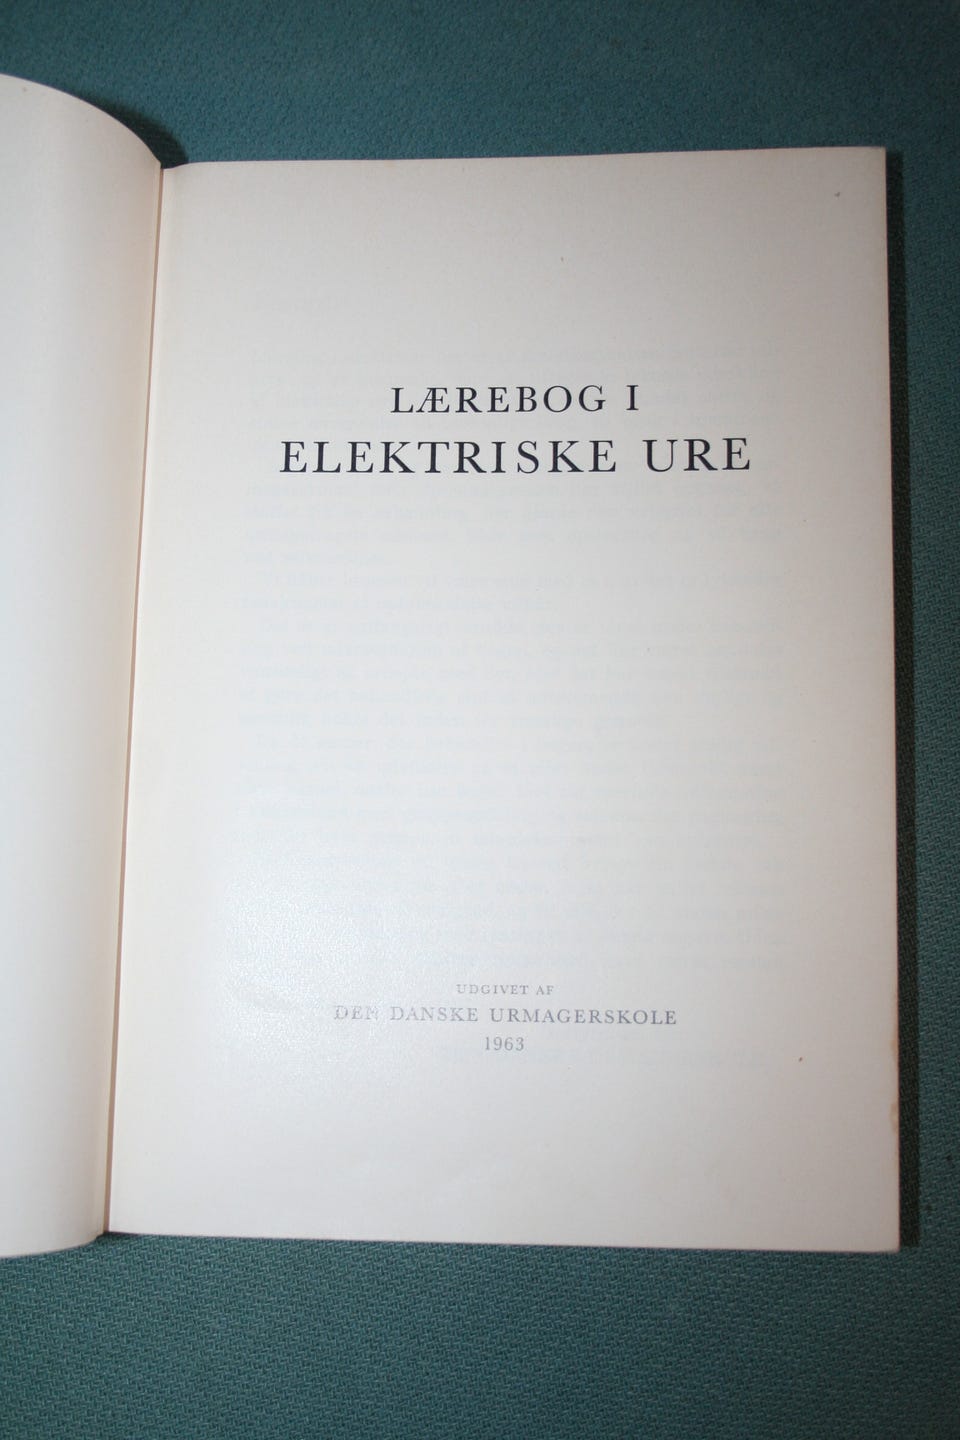 LÆREBOG I
ELEKTRISKE URE
UDGIVET AF
DEN DANSKE URMAGERSKOLE
1963